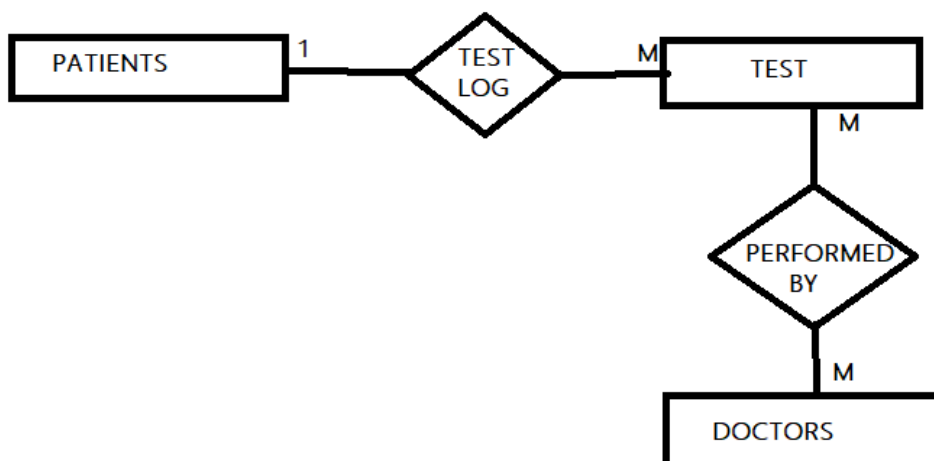 PATIENTS
1
TEST
LOG
M
TEST
M
PERFORMED
BY
M
DOCTORS